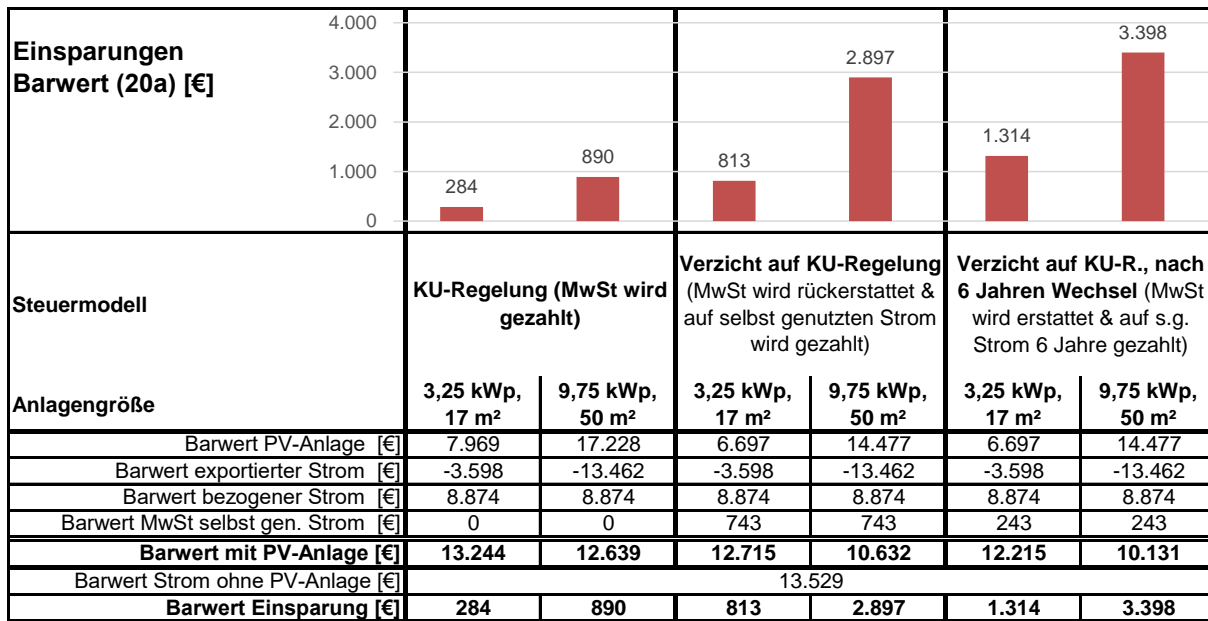 Einsparungen
Barwert (20a) [€]
4.000
3.000
2.000
1.000
0
284
890
813
2.897
1.314
3.398
Steuermodell
KU-Regelung (MwSt wird
gezahlt)
Verzicht auf KU-Regelung
(MwSt wird rückerstattet &
auf selbst genutzten Strom
wird gezahlt)
Verzicht auf KU-R., nach
6 Jahren Wechsel (MwSt
wird erstattet & auf s.g.
Strom 6 Jahre gezahlt)
Anlagengröße
3,25 kWp,
17 m²
9,75 kWp,
50 m²
3,25 kWp,
17 m²
9,75 kWp,
50 m²
3,25 kWp,
17 m²
9,75 kWp,
50 m²
Barwert PV-Anlage [€] 7.969 17.228 6.697 14.477 6.697 14.477
Barwert exportierter Strom [€] -3.598 -13.462 -3.598 -13.462 -3.598 -13.462
Barwert bezogener Strom [€] 8.874 8.874 8.874 8.874 8.874 8.874
Barwert MwSt selbst gen. Strom [€] 0 0 743 743 243 243
Barwert mit PV-Anlage [€] 13.244 12.639 12.715 10.632 12.215 10.131
Barwert Strom ohne PV-Anlage [€] 13.529
Barwert Einsparung [€] 284 890 813 2.897 1.314 3.398